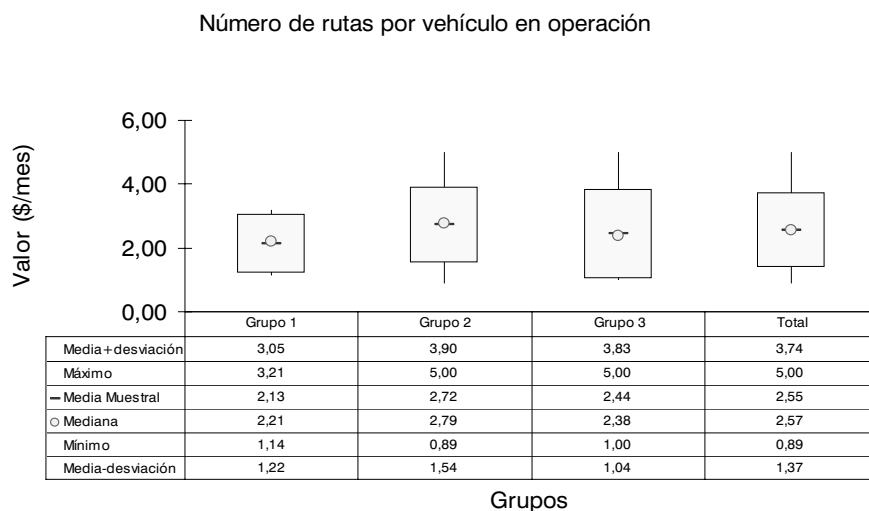 Número de rutas por vehículo en operación
Valor ($/mes)
6,00
4,00
2,00
0,00
Grupo 1 Grupo 2 Grupo 3 Total
Media+desviación 3,05 3,90 3,83 3,74
Máximo 3,21 5,00 5,00 5,00
Media Muestral 2,13 2,72 2,44 2,55
Mediana 2,21 2,79 2,38 2,57
Mínimo 1,14 0,89 1,00 0,89
Media-desviación 1,22 1,54 1,04 1,37
Grupos